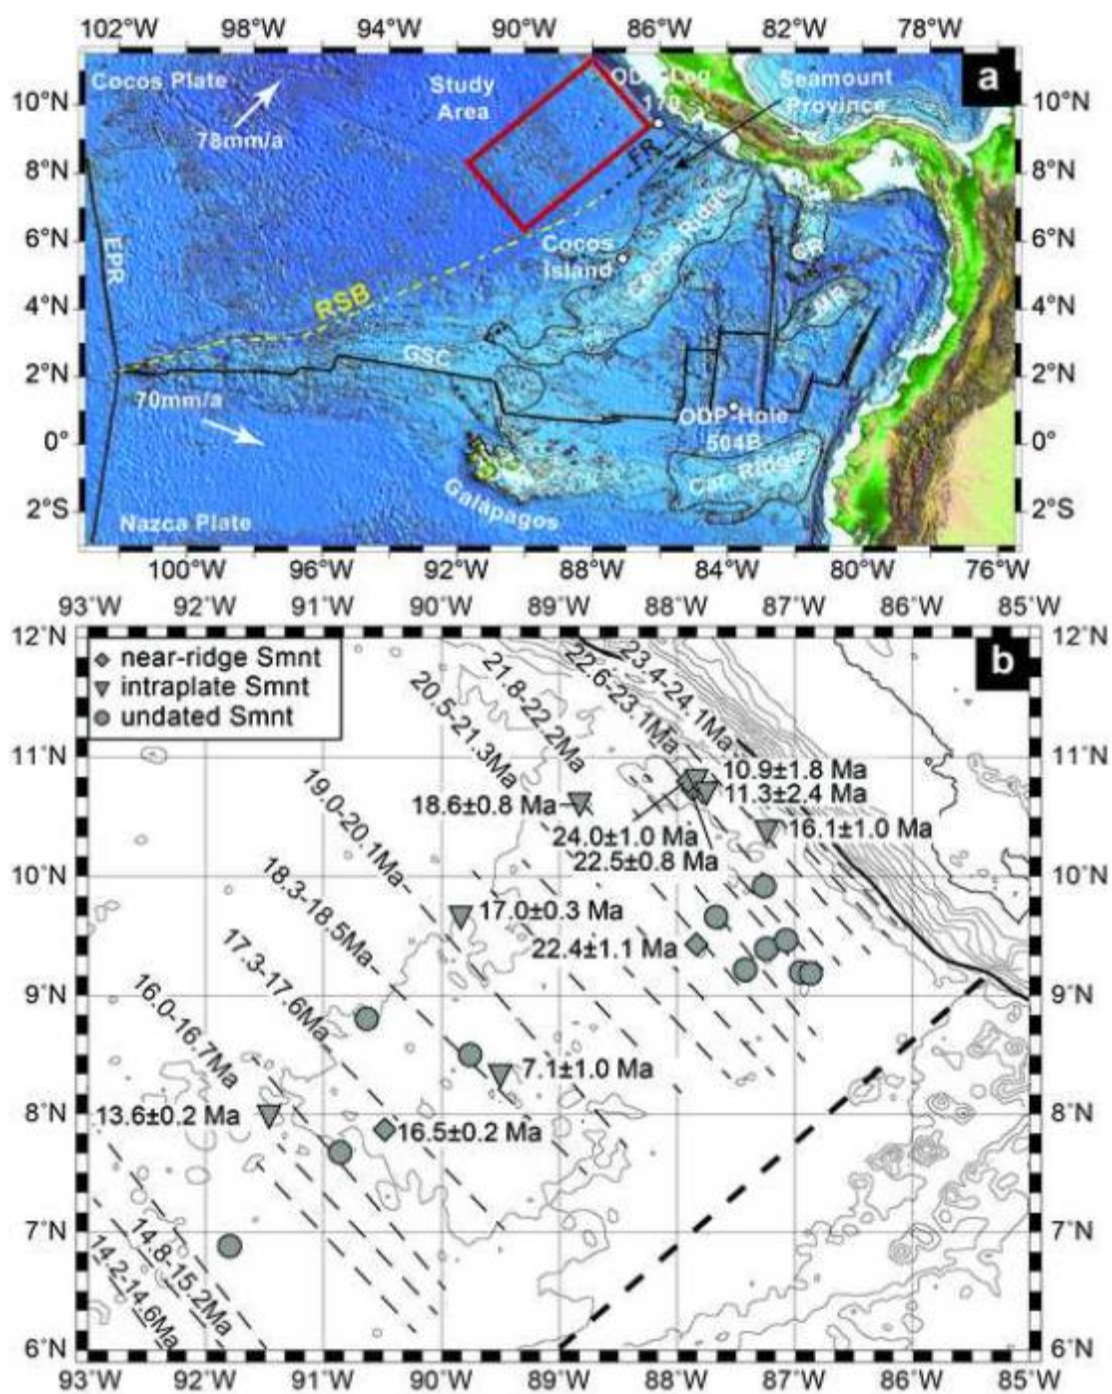 102°W 98°W 94°W 90°W 86°W 82°W 78°W
a
Cocos Plate
78mm/a
Study
Area
ODP-Leg
170
Seamount
Province
10°N 10°N
8°N 8°N
6°N 6°N
4°N 4°N
2°N 2°N
0° 0°
2°S 2°S
FR
EPR
Cocos
Island
Cocos Ridge
RSB
GSC
MR
70mm/a
ODP-Hole
504B
Car. Ridge
Galápagos
Nazca Plate
100°W 96°W 92°W 88°W 84°W 80°W 76°W
93°W 92°W 91°W 90°W 89°W 88°W 87°W 86°W 85°W
b
near-ridge Smnt
intraplate Smnt
undated Smnt
12°N 12°N
11°N 11°N
10°N 10°N
9°N 9°N
8°N 8°N
7°N 7°N
6°N 6°N
23.4-24.1Ma
22.6-23.1Ma
21.8-22.2Ma
20.5-21.3Ma
19.0-20.1Ma
18.3-18.5Ma
17.3-17.6Ma
16.0-16.7Ma
14.8-15.2Ma
14.2-14.6Ma
10.9±1.8 Ma
11.3±2.4 Ma
18.6±0.8 Ma
24.0±1.0 Ma
16.1±1.0 Ma
22.5±0.8 Ma
17.0±0.3 Ma
22.4±1.1 Ma
7.1±1.0 Ma
13.6±0.2 Ma
16.5±0.2 Ma
93°W 92°W 91°W 90°W 89°W 88°W 87°W 86°W 85°W